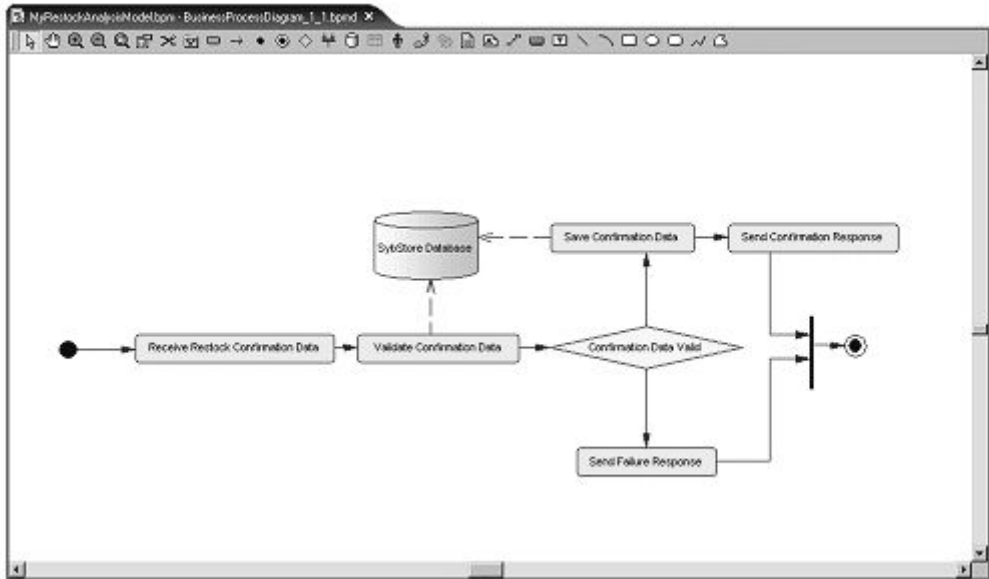 MyRestockAnalysisModel.bpm - BusinessProcessDiagram_1_1.bpmd
SybStore Database
Save Confirmation Data
Send Confirmation Response
Receive Restock Confirmation Data
Validate Confirmation Data
Confirmation Data Valid
Send Failure Response